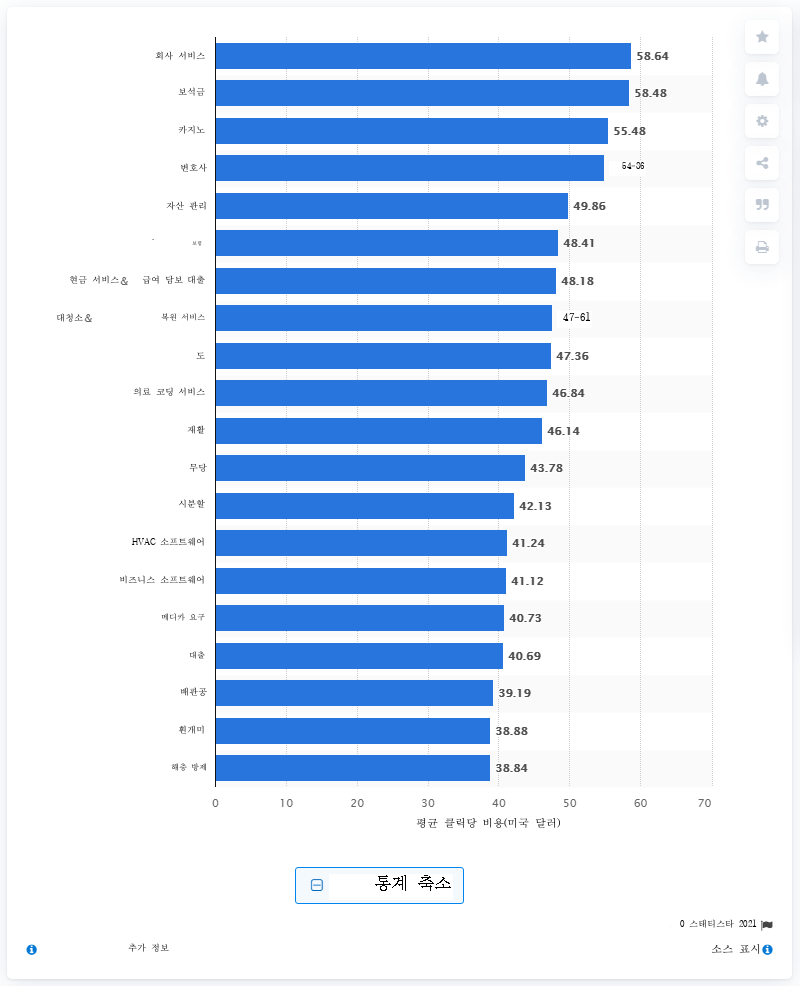 회사 서비스 58.64
보석금 58.48
카지노 55.48
변호사 54-86
자산 관리 49.86
보험 48.41
현금 서비스& 급여 담보 대출 48.18
대청소& 복원 서비스 47-61
도 47.36
의료 코딩 서비스 46.84
재활 46.14
무당 43.78
시분할 42.13
HVAC 소프트웨어 41.24
비즈니스 소프트웨어 41.12
메디카 요구 40.73
대출 40.69
배관공 39.19
흰개미 38.88
해충 방제 38.84
0 10 20 30 40 50 60 70
평균 클릭당 비용(미국 달러)
통계 축소
0 스태티스타 2021
추가 정보 소스 표시